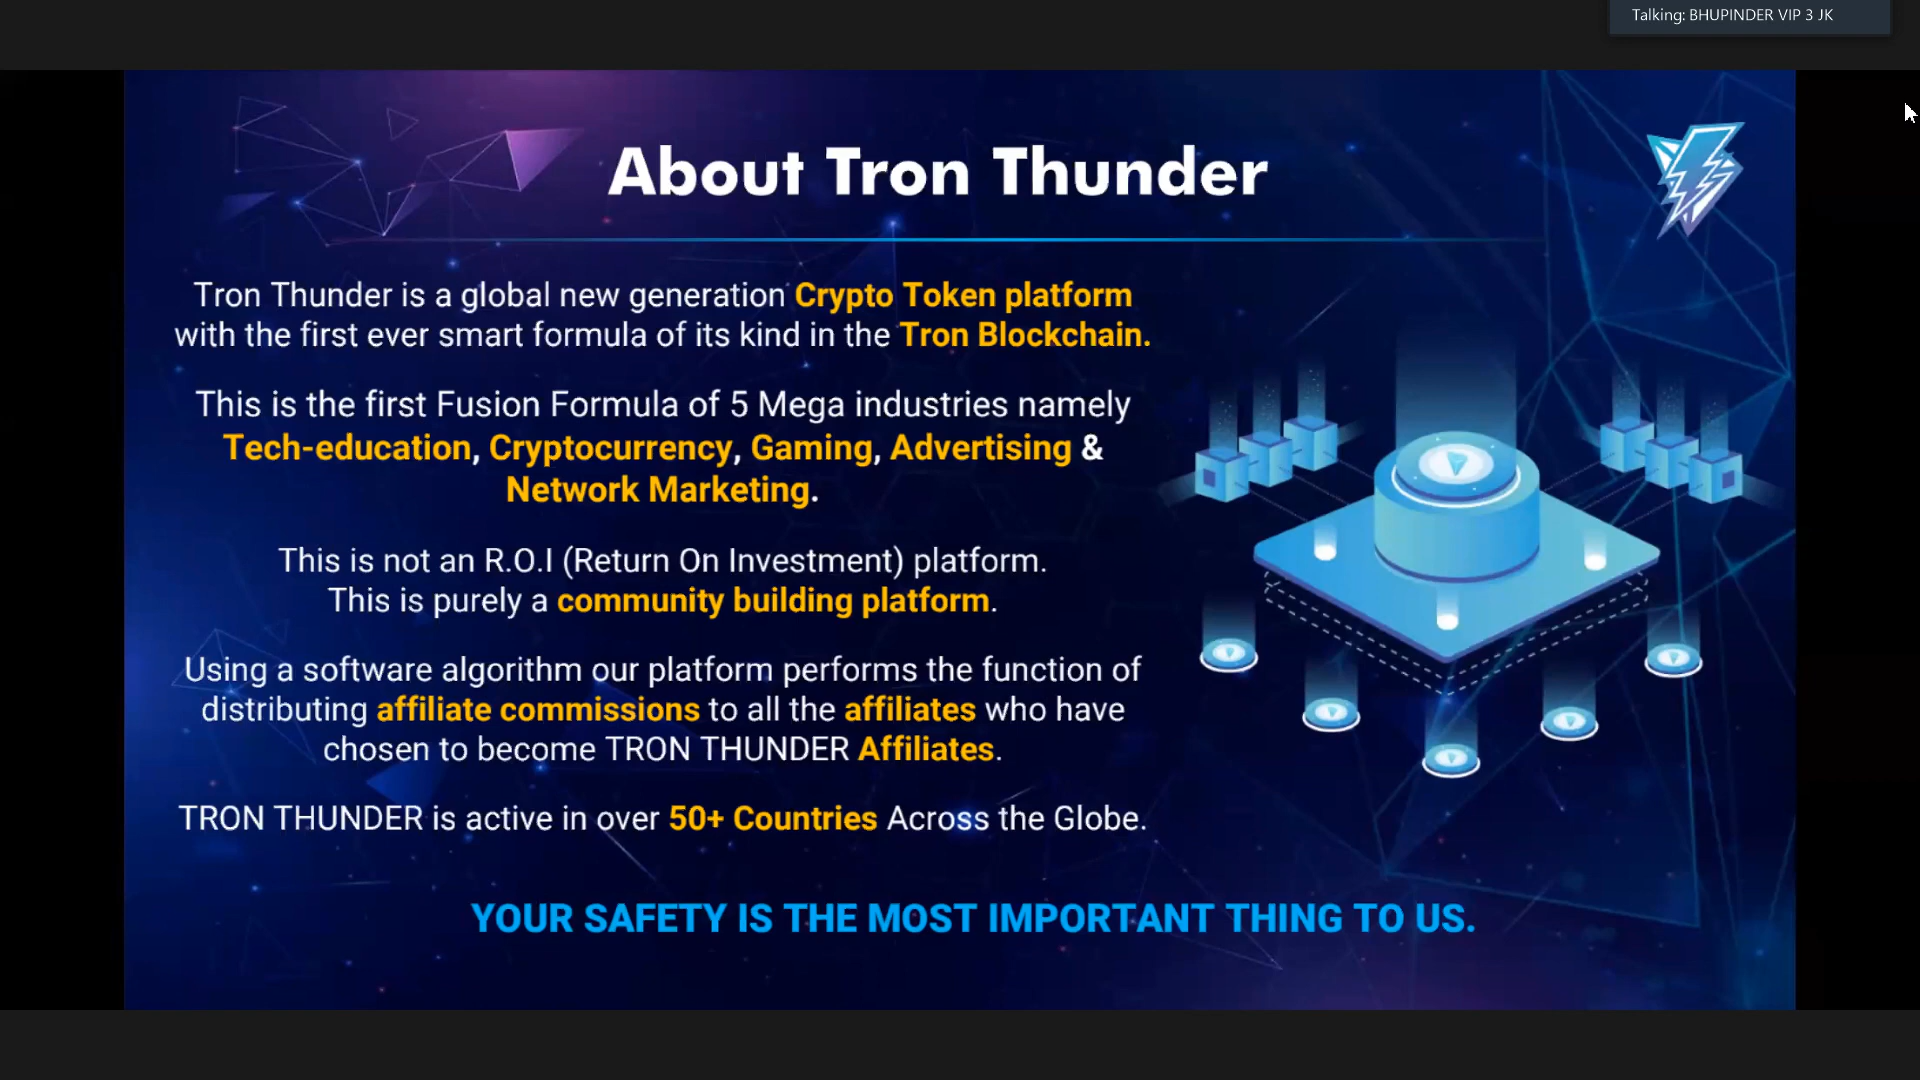 Talking: BHUPINDER VIP 3 JK
About Tron Thunder
Tron Thunder is a global new generation Crypto Token platform
with the first ever smart formula of its kind in the Tron Blockchain.
This is the first Fusion Formula of 5 Mega industries namely
Tech-education, Cryptocurrency, Gaming, Advertising &
Network Marketing.
This is not an R.O.I (Return On Investment) platform.
This is purely a community building platform.
Using a software algorithm our platform performs the function of
distributing affiliate commissions to all the affiliates who have
chosen to become TRON THUNDER Affiliates.
TRON THUNDER is active in over 50+ Countries Across the Globe.
YOUR SAFETY IS THE MOST IMPORTANT THING TO US.